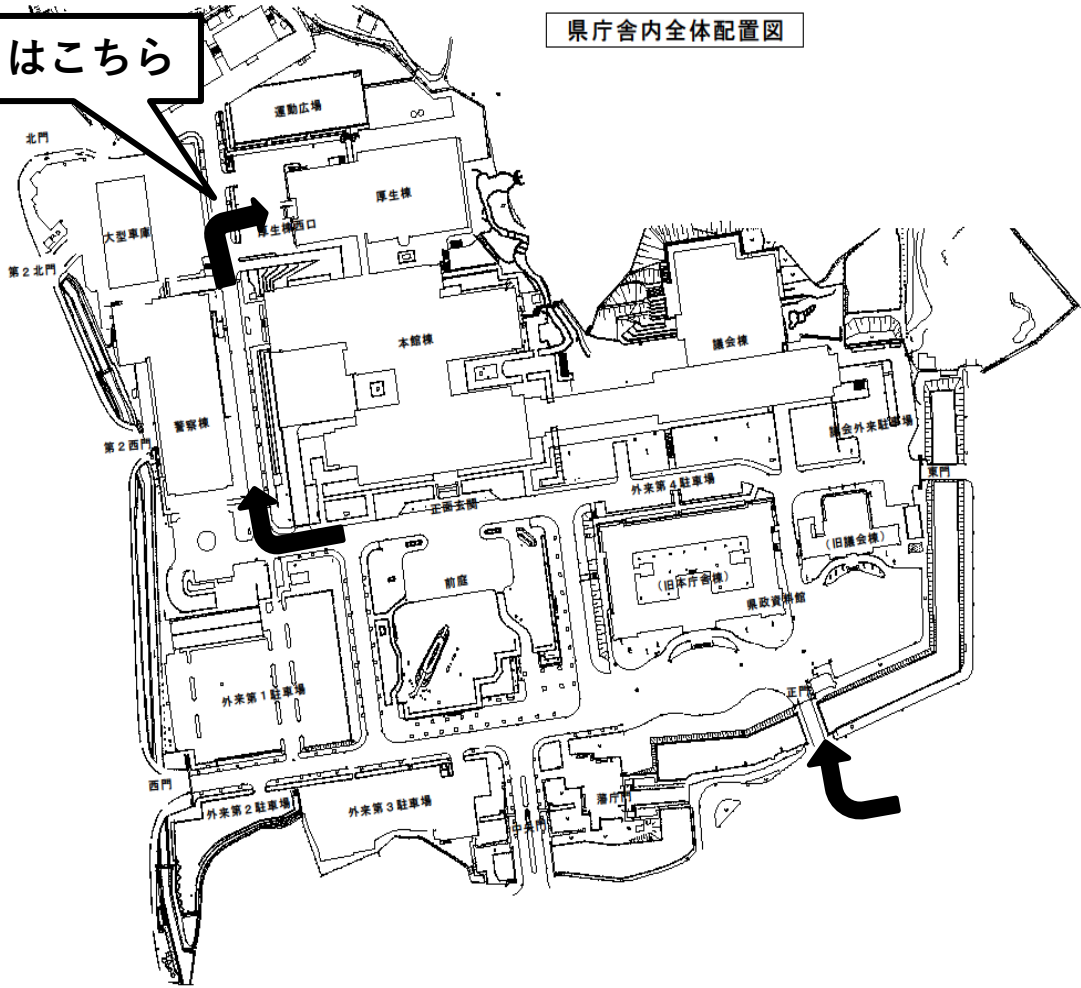 県庁舎内全体配置図
はこちら
運動広場
北門
厚生棟
厚生棟西口
大型車庫
第2北門
本館棟
議会棟
警察棟
議会外来駐車場
第2西門
東門
外来第4駐車場
正面玄関
(旧議会棟)
前庭
(旧本庁舎棟)
県政資料館
外来第1駐車場
正門
西門
外来第2駐車場
外来第3駐車場
藩庁門
中央門